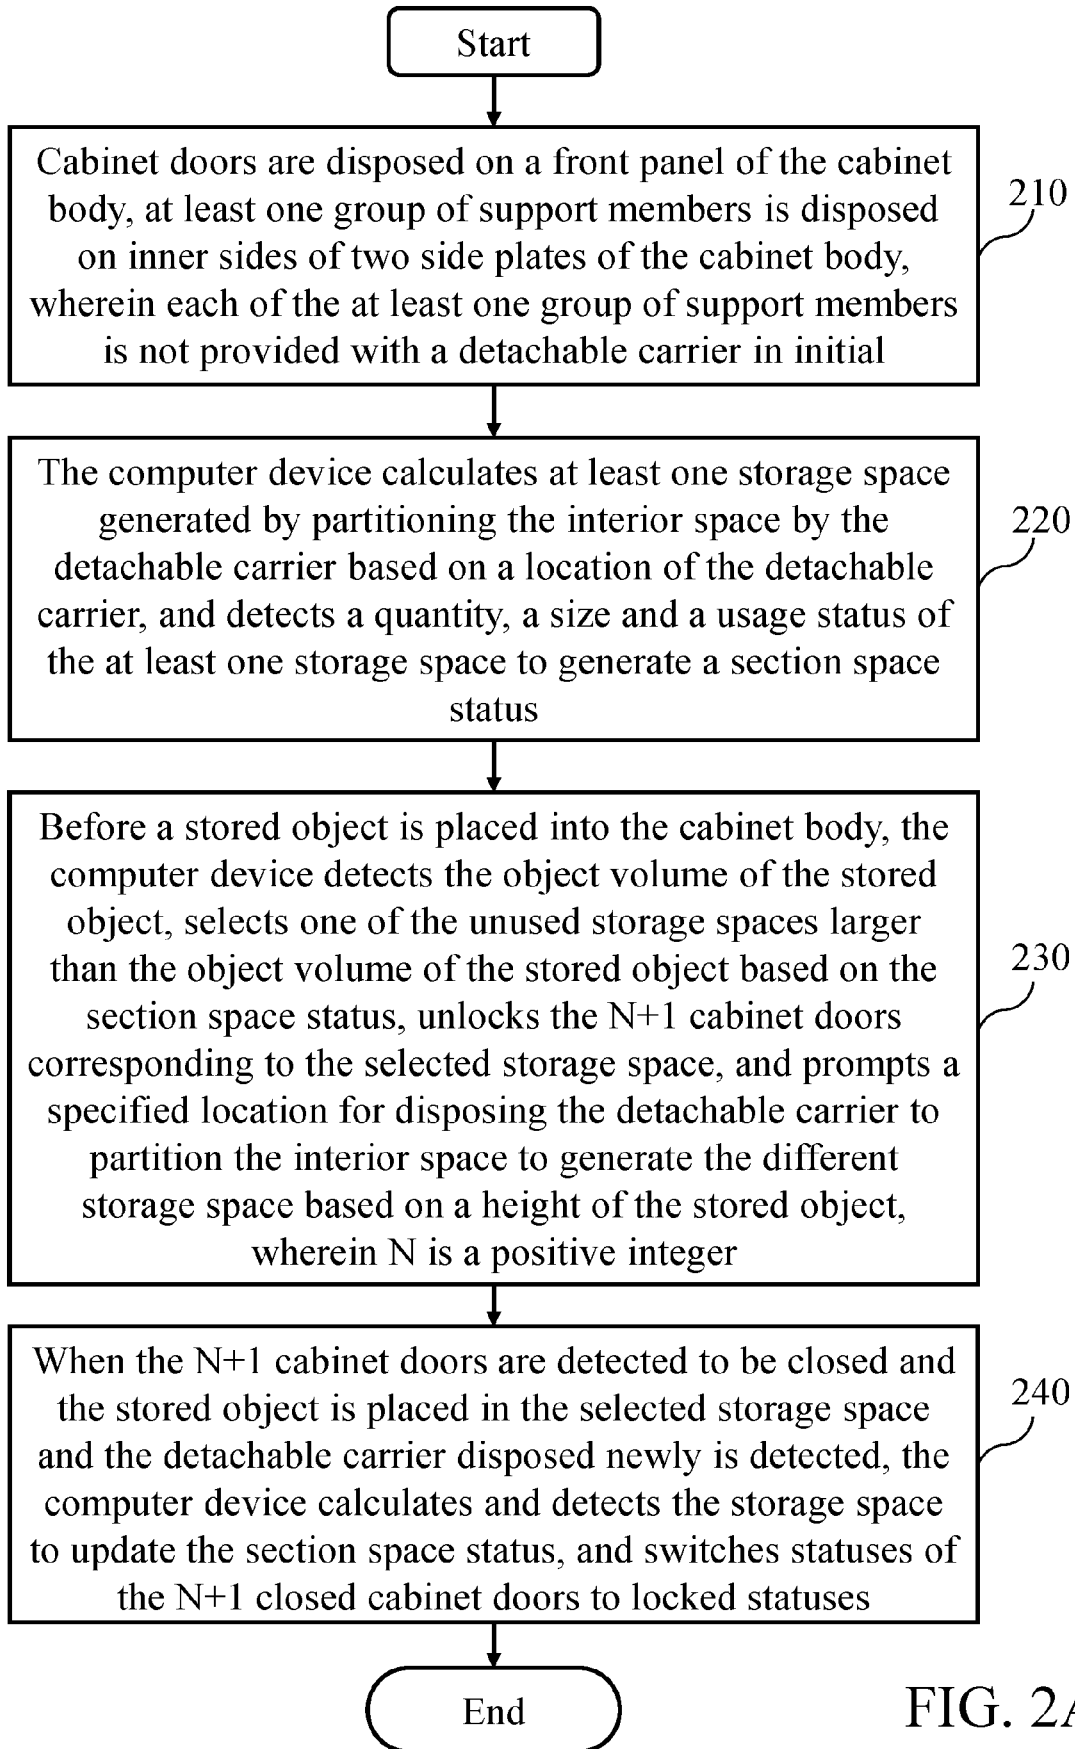 Start
Cabinet doors are disposed on a front panel of the cabinet
body, at least one group of support members is disposed
on inner sides of two side plates of the cabinet body,
wherein each of the at least one group of support members
is not provided with a detachable carrier in initial
210
The computer device calculates at least one storage space
generated by partitioning the interior space by the
detachable carrier based on a location of the detachable
carrier, and detects a quantity, a size and a usage status of
the at least one storage space to generate a section space
status
220
Before a stored object is placed into the cabinet body, the
computer device detects the object volume of the stored
object, selects one of the unused storage spaces larger
than the object volume of the stored object based on the
section space status, unlocks the N+1 cabinet doors
corresponding to the selected storage space, and prompts a
specified location for disposing the detachable carrier to
partition the interior space to generate the different
storage space based on a height of the stored object,
wherein N is a positive integer
230
When the N+1 cabinet doors are detected to be closed and
the stored object is placed in the selected storage space
and the detachable carrier disposed newly is detected, the
computer device calculates and detects the storage space
to update the section space status, and switches statuses of
the N+1 closed cabinet doors to locked statuses
240
End
FIG. 2A